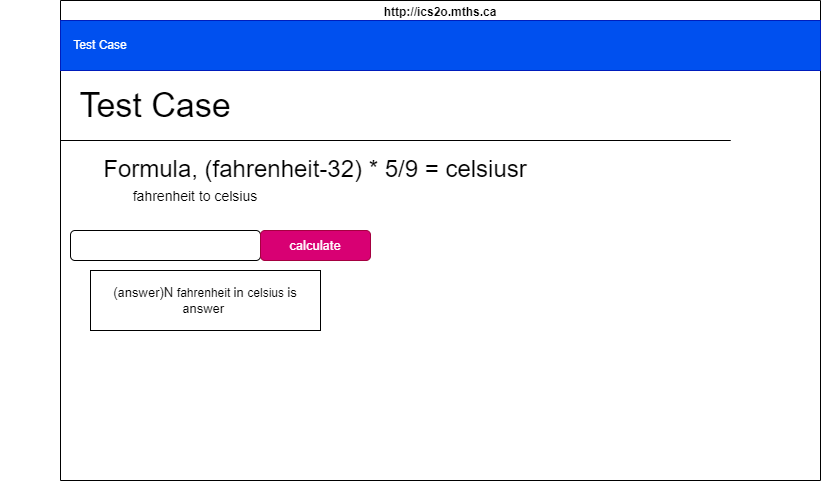 http://ics2o.mths.ca
Test Case
Test Case
Formula, (fahrenheit-32) * 5/9 = celsiusr
fahrenheit to celsius
calculate
(answer)N fahrenheit in celsius is
answer